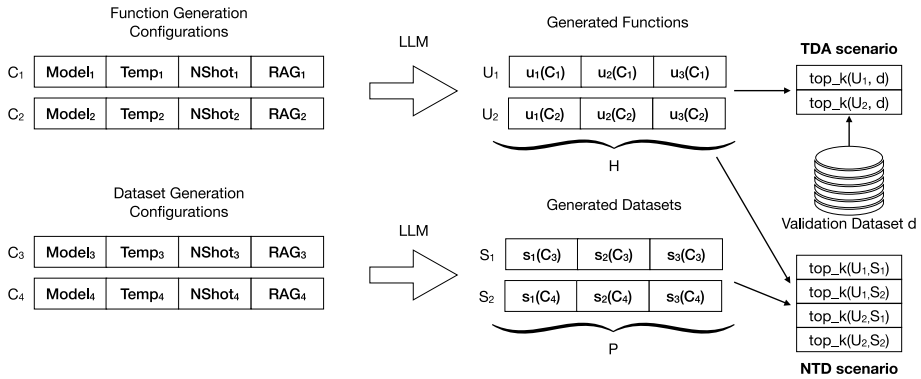 Function Generation
Configurations
LLM
Generated Functions
TDA scenario
C₁ Model₁ Temp₁ NShot₁ RAG₁
U₁ u₁(C₁) u₂(C₁) u₃(C₁)
top_k(U₁, d)
C₂ Model₂ Temp₂ NShot₂ RAG₂
U₂ u₁(C₂) u₂(C₂) u₃(C₂)
top_k(U₂, d)
H
Validation Dataset d
Dataset Generation
Configurations
LLM
Generated Datasets
C₃ Model₃ Temp₃ NShot₃ RAG₃
S₁ s₁(C₃) s₂(C₃) s₃(C₃)
C₄ Model₄ Temp₄ NShot₄ RAG₄
S₂ s₁(C₄) s₂(C₄) s₃(C₄)
P
top_k(U₁,S₁)
top_k(U₁,S₂)
top_k(U₂,S₁)
top_k(U₂,S₂)
NTD scenario